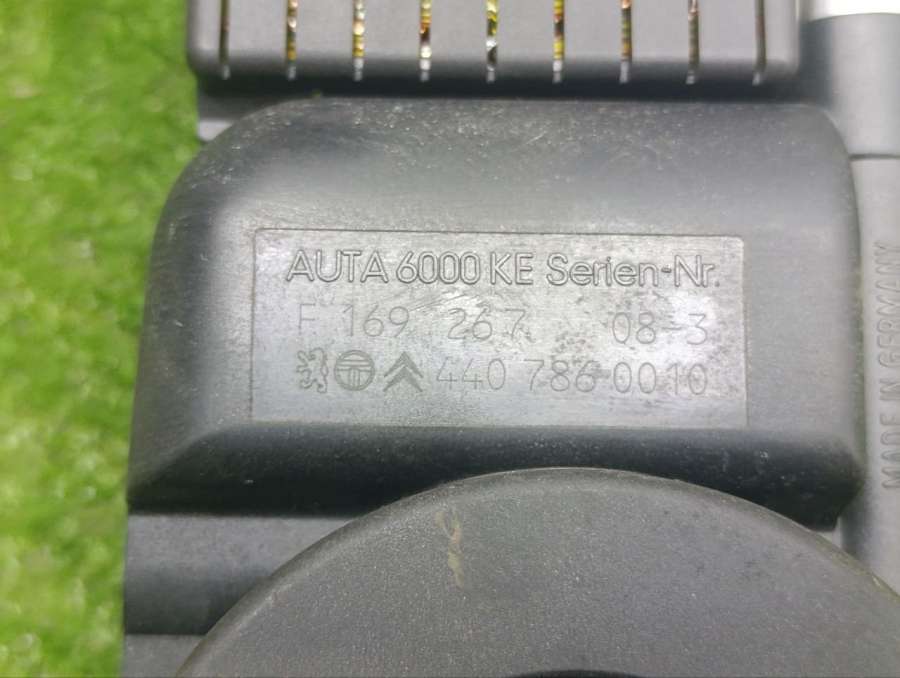 AUTA 6000 KE Serien-Nr.
F 169 267 08-3
440 786 0010
MADE IN GERMANY